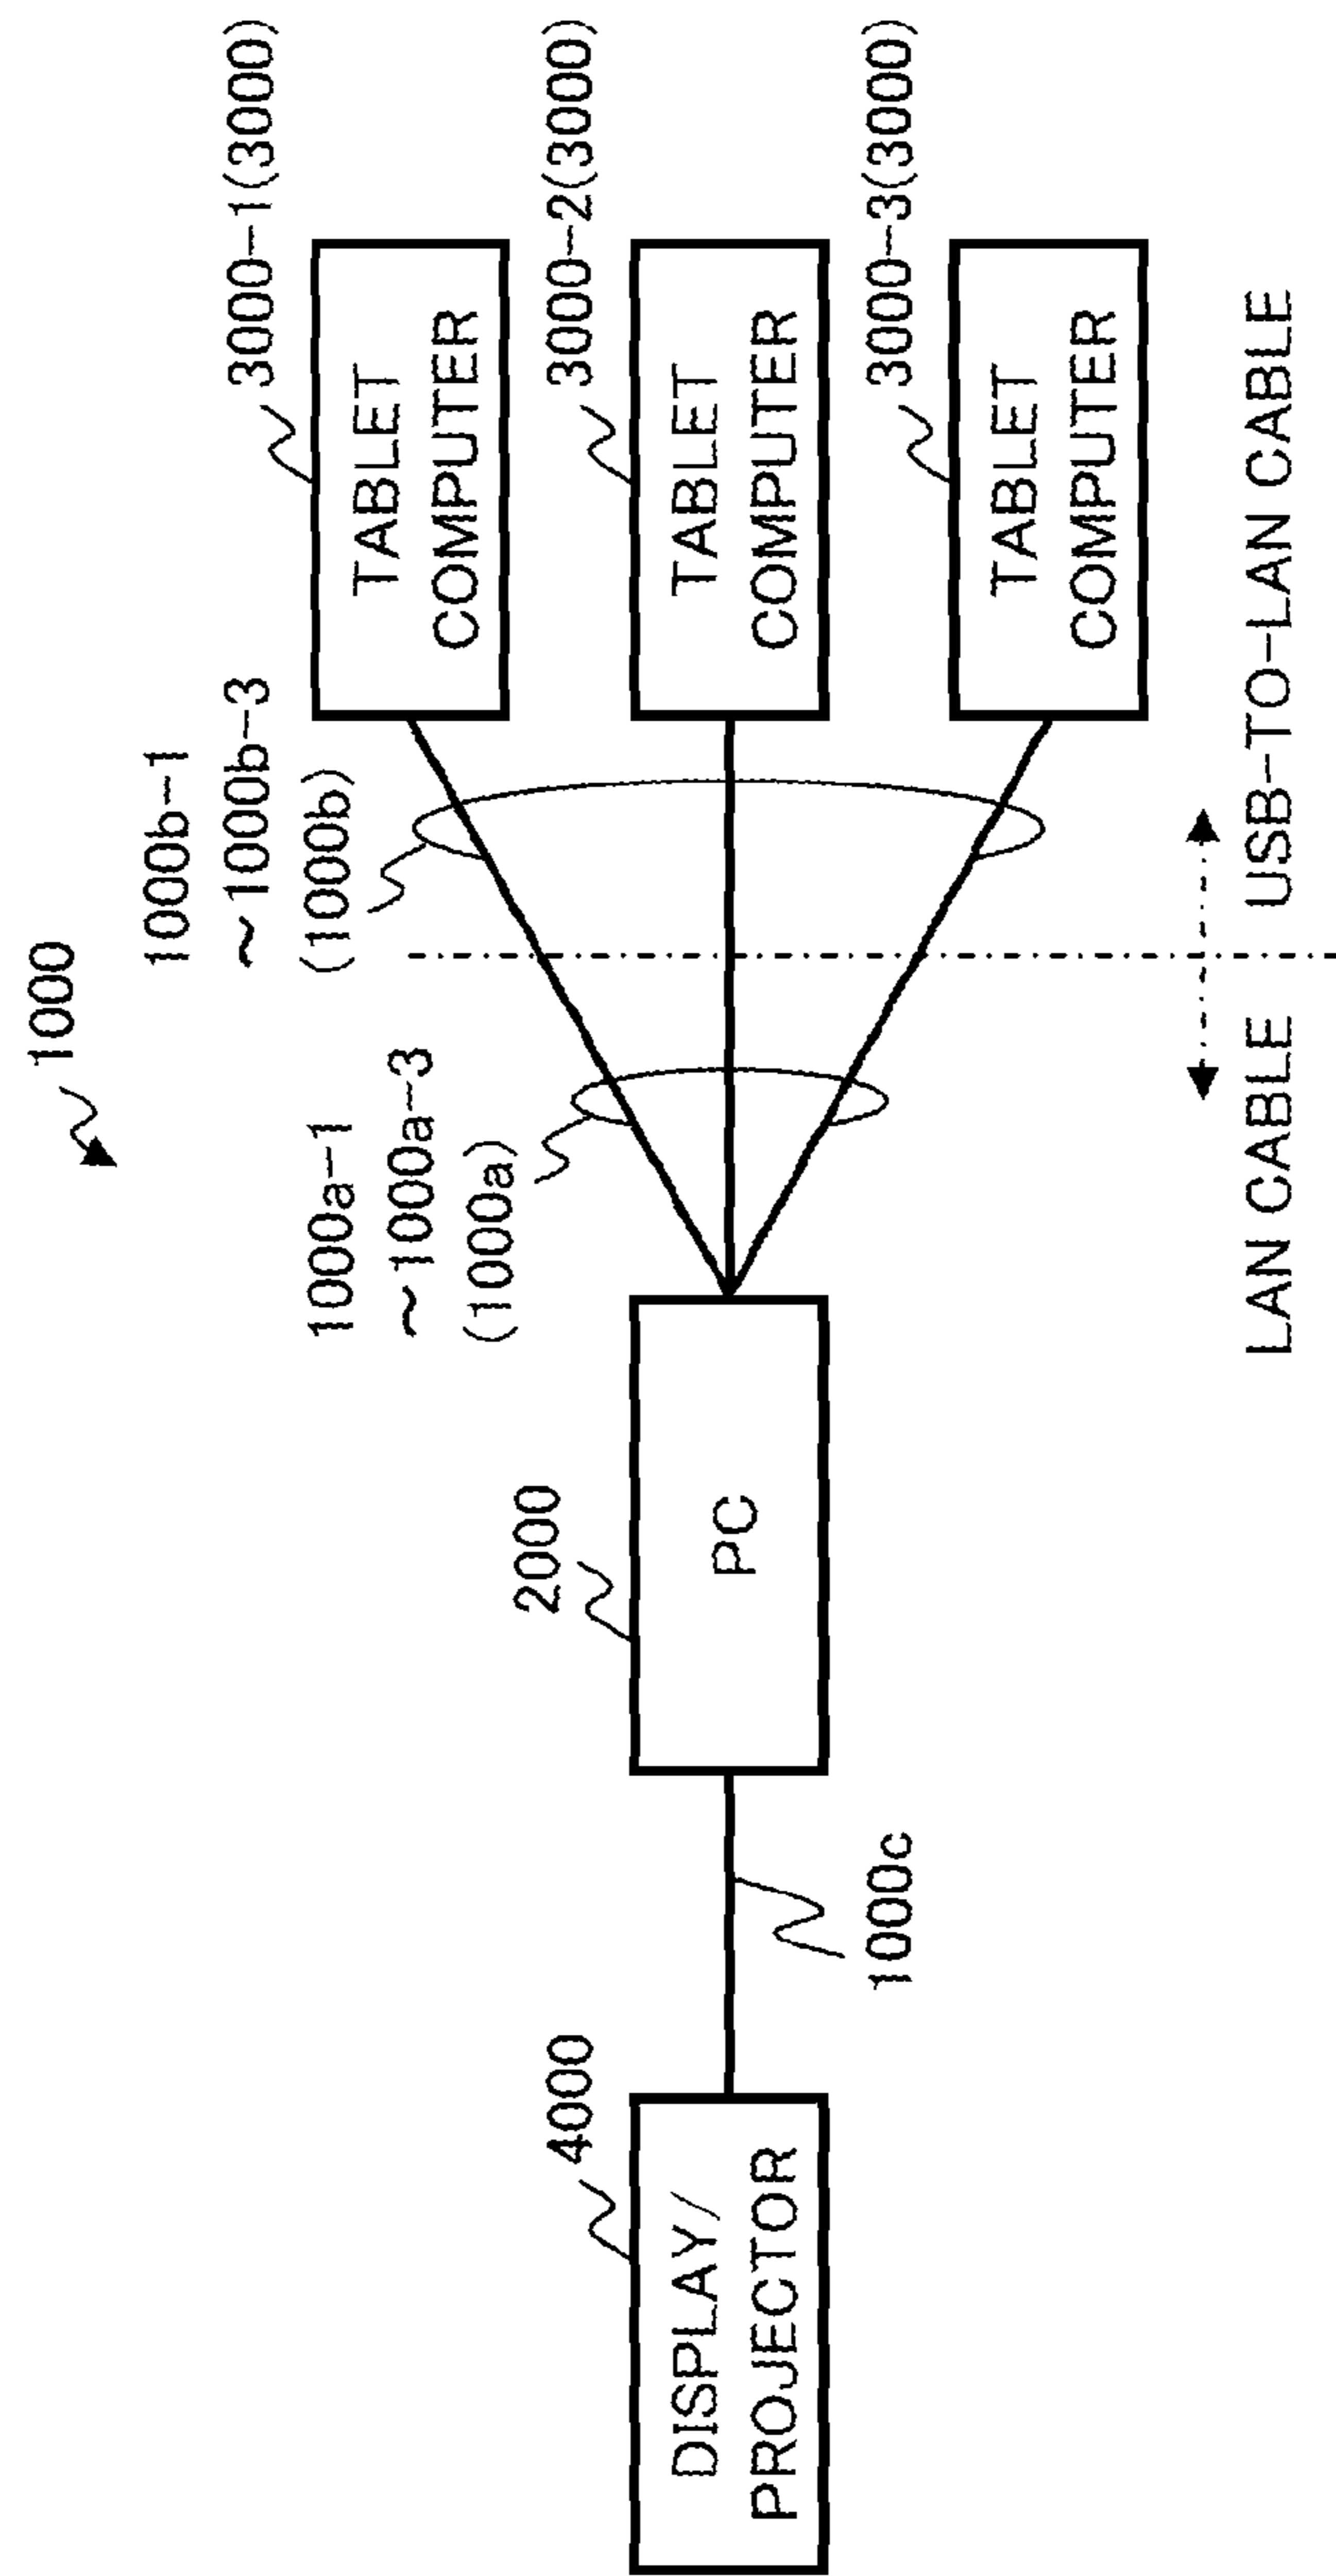 1000
1000b-1
~1000b-3
(1000b)
1000a-1
~1000a-3
(1000a)
3000-1(3000)
TABLET
COMPUTER
3000-2(3000)
TABLET
COMPUTER
3000-3(3000)
TABLET
COMPUTER
2000
PC
4000
DISPLAY/
PROJECTOR
1000c
LAN CABLE
USB-TO-LAN CABLE